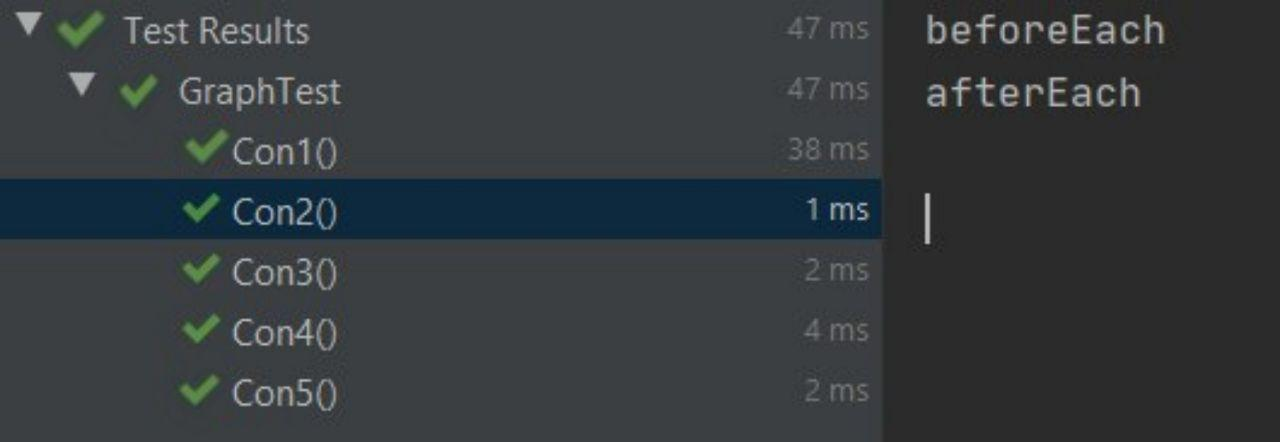 Test Results 47 ms
GraphTest 47 ms
Con1() 38 ms
Con2() 1 ms
Con3() 2 ms
Con4() 4 ms
Con5() 2 ms
beforeEach
afterEach